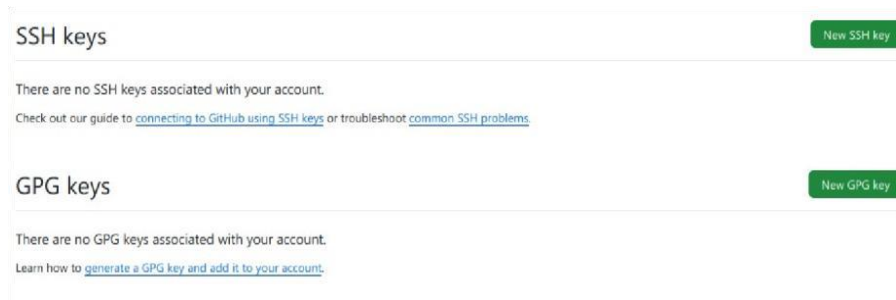 SSH keys
New SSH key
There are no SSH keys associated with your account.
Check out our guide to connecting to GitHub using SSH keys or troubleshoot common SSH problems.
GPG keys
New GPG key
There are no GPG keys associated with your account.
Learn how to generate a GPG key and add it to your account.